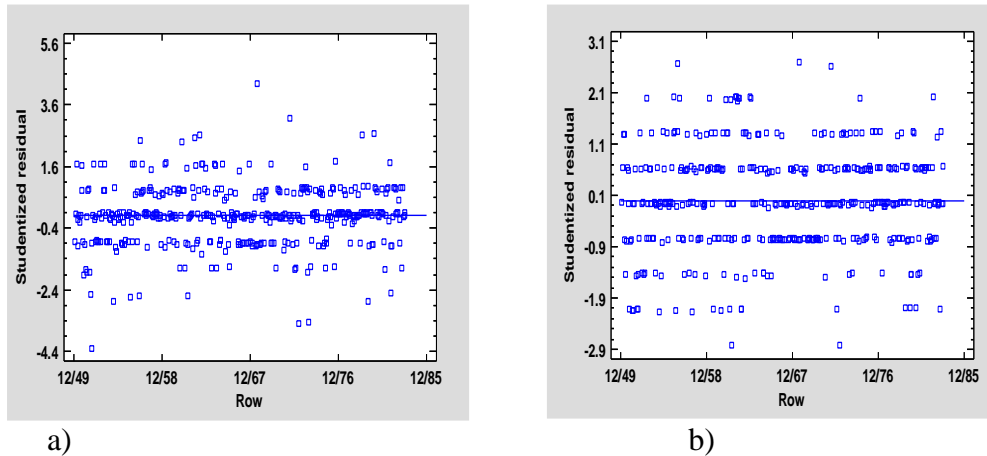 5.6
3.6
1.6
-0.4
-2.4
-4.4
Studentized residual
12/49 12/58 12/67 12/76 12/85
Row
a)
3.1
2.1
1.1
0.1
-0.9
-1.9
-2.9
Studentized residual
12/49 12/58 12/67 12/76 12/85
Row
b)